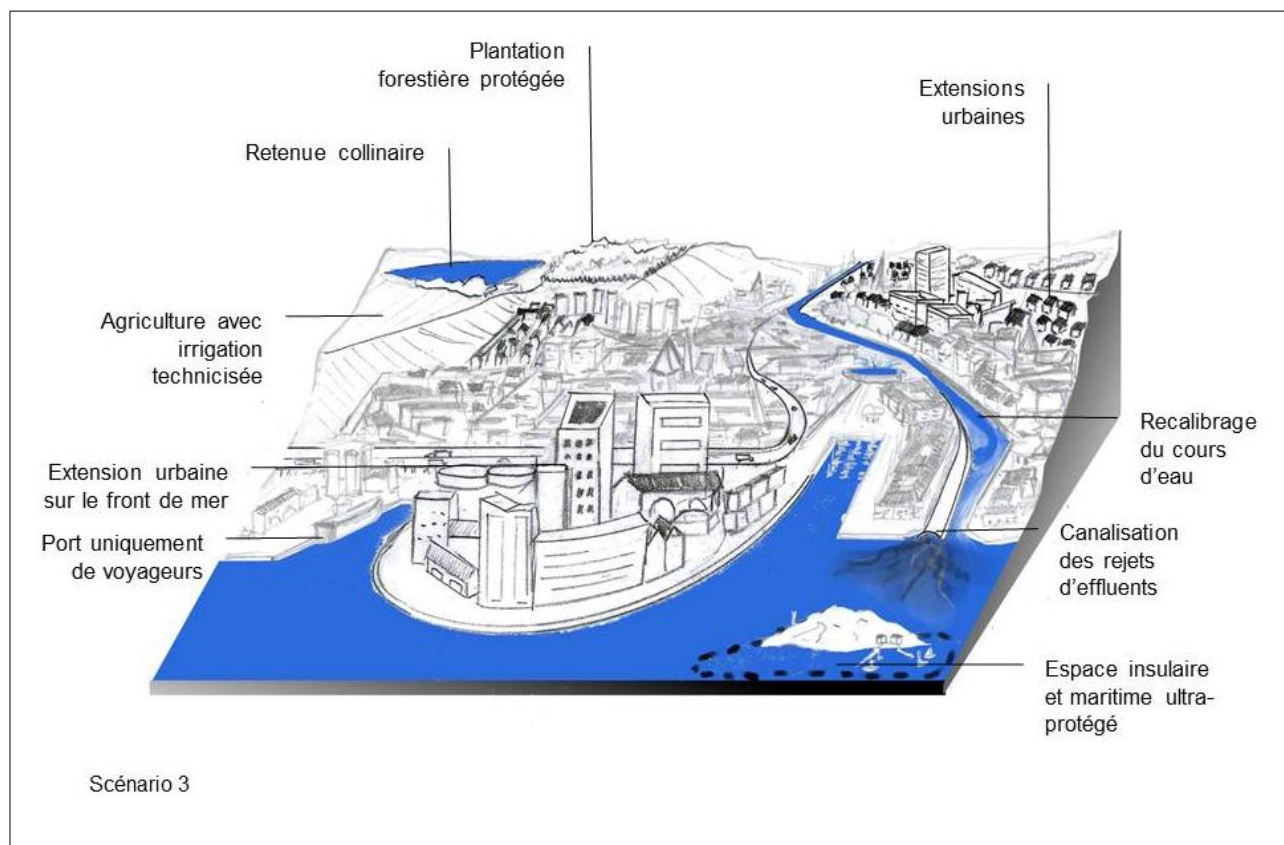 Plantation
forestière protégée
Extensions
urbaines
Retenue collinaire
Agriculture avec
irrigation
technicisée
Recalibrage
du cours
d'eau
Extension urbaine
sur le front de mer
Port uniquement
de voyageurs
Canalisation
des rejets
d'effluents
Espace insulaire
et maritime ultra-
protégé
Scénario 3